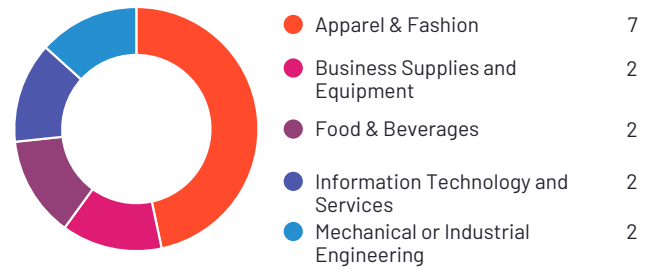 Apparel & Fashion 7
Business Supplies and 2
Equipment
Food & Beverages 2
Information Technology and 2
Services
Mechanical or Industrial 2
Engineering